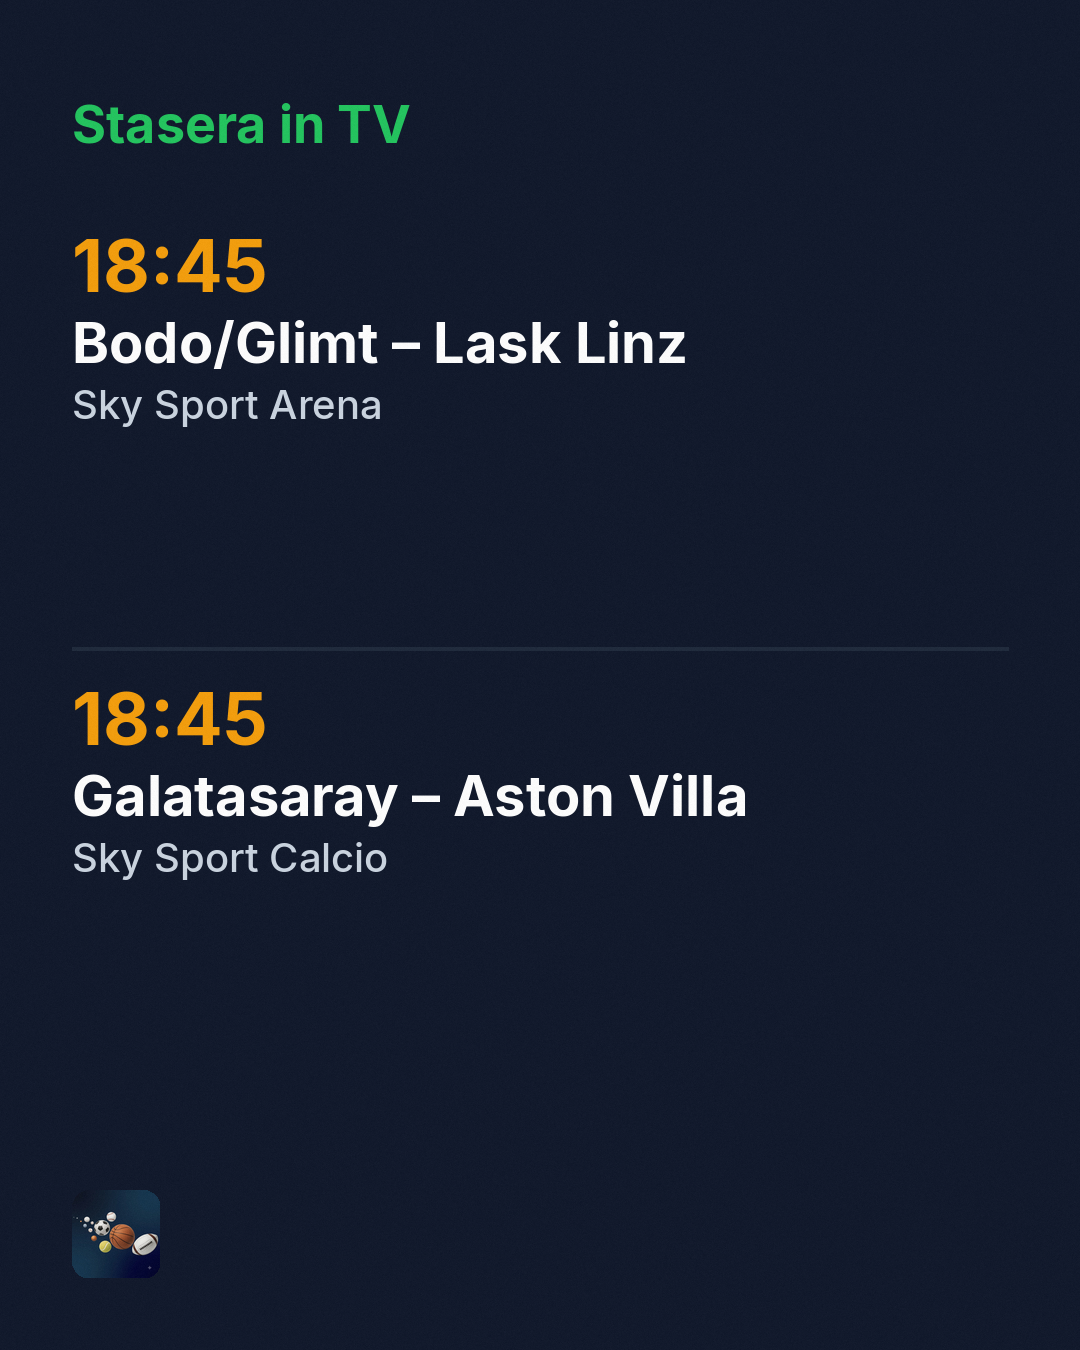 Stasera in TV
18:45
Bodo/Glimt – Lask Linz
Sky Sport Arena
18:45
Galatasaray – Aston Villa
Sky Sport Calcio